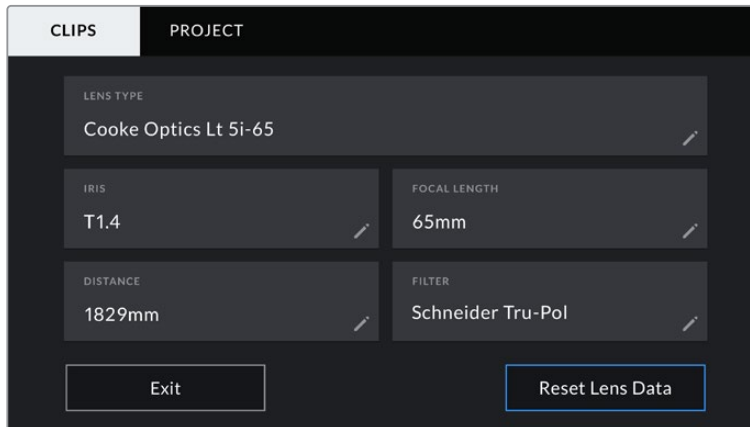 CLIPS
PROJECT
LENS TYPE
Cooke Optics Lt 5i-65
IRIS
FOCAL LENGTH
T1.4
65mm
DISTANCE
FILTER
1829mm
Schneider Tru-Pol
Exit
Reset Lens Data